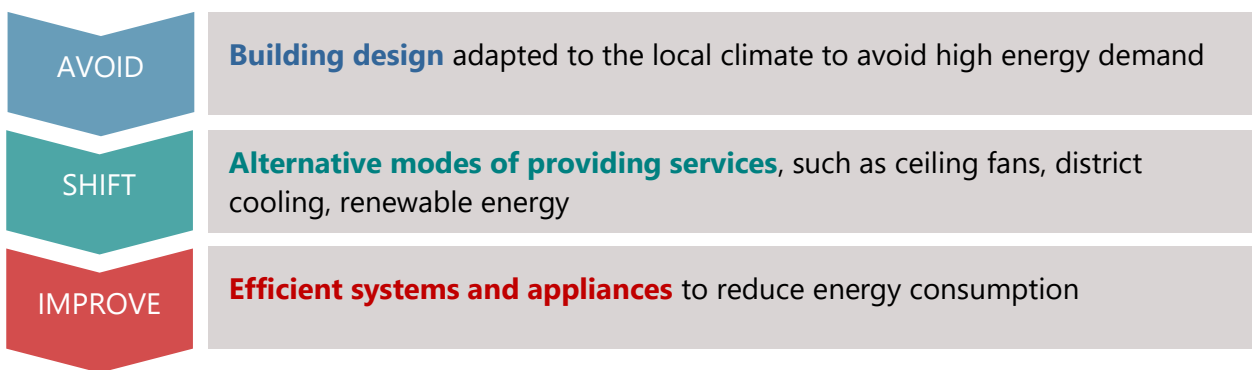 AVOID
Building design adapted to the local climate to avoid high energy demand
SHIFT
Alternative modes of providing services, such as ceiling fans, district
cooling, renewable energy
IMPROVE
Efficient systems and appliances to reduce energy consumption